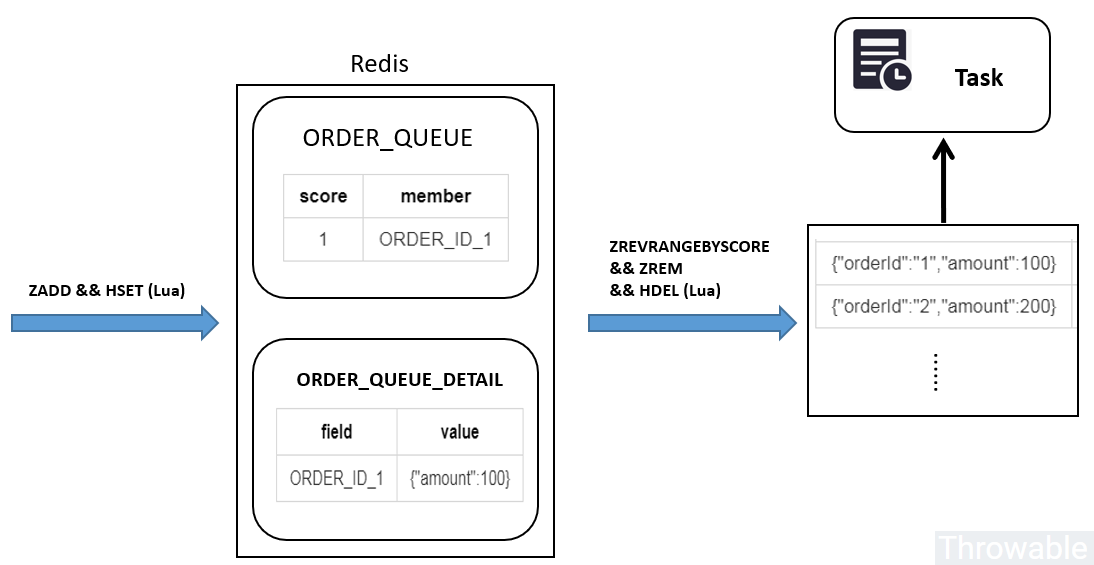 Redis
ORDER_QUEUE
score member
1 ORDER_ID_1
ZADD && HSET (Lua)
ORDER_QUEUE_DETAIL
field value
ORDER_ID_1 {"amount":100}
ZREVRANGEBYSCORE
&& ZREM
&& HDEL (Lua)
Task
{"orderId":"1","amount":100}
{"orderId":"2","amount":200}
Throwable